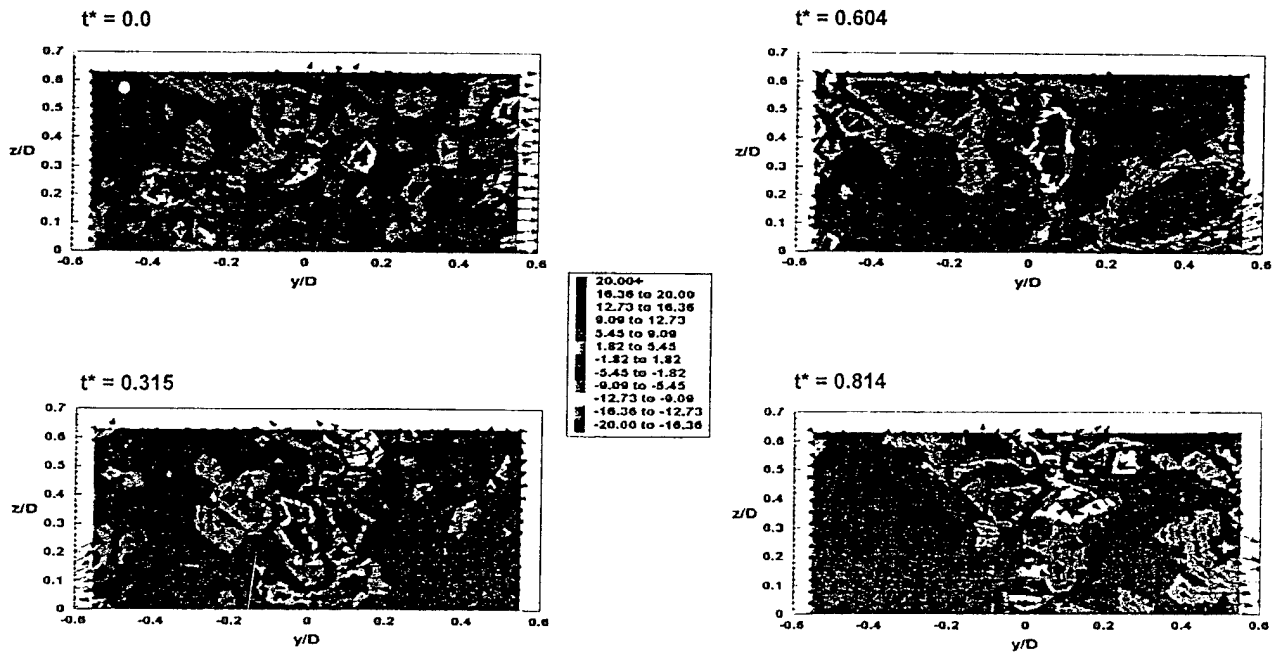 t* = 0.0
0.7
0.6
0.5
0.4
0.3
0.2
0.1
0
z/D
-0.6
-0.4
-0.2
0
0.2
0.4
0.6
y/D
t* = 0.604
0.7
0.6
0.5
0.4
0.3
0.2
0.1
0
z/D
-0.6
-0.4
-0.2
0
0.2
0.4
0.6
y/D
20.00+
16.36 to 20.00
12.73 to 16.36
9.09 to 12.73
5.45 to 9.09
1.82 to 5.45
-1.82 to 1.82
-5.45 to -1.82
-9.09 to -5.45
-12.73 to -9.09
-16.36 to -12.73
-20.00 to -16.36
t* = 0.315
0.7
0.6
0.5
0.4
0.3
0.2
0.1
0
z/D
-0.6
-0.4
-0.2
0
0.2
0.4
0.6
y/D
t* = 0.814
0.7
0.6
0.5
0.4
0.3
0.2
0.1
0
z/D
-0.6
-0.4
-0.2
0
0.2
0.4
0.6
y/D